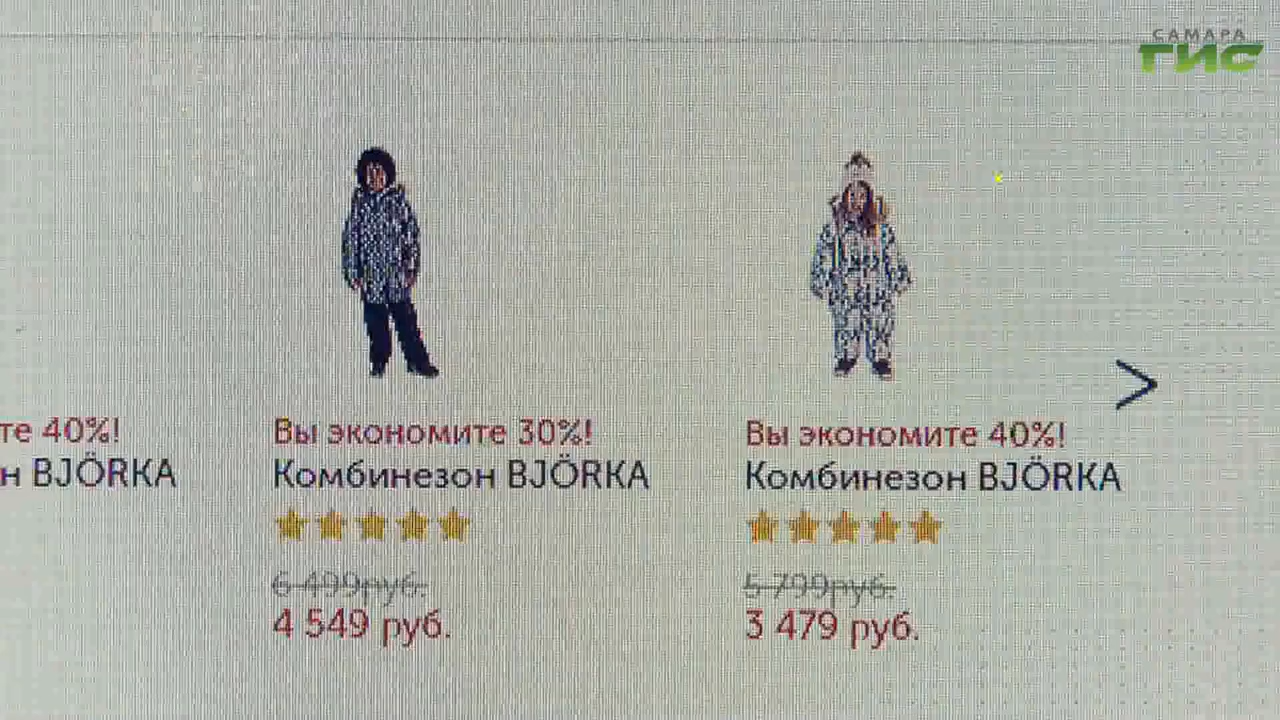 САМАРА
ГИС
те 40%!
н BJÖRKA
Вы экономите 30%!
Комбинезон BJÖRKA
6 499руб.
4 549 руб.
Вы экономите 40%!
Комбинезон BJÖRKA
5 799руб.
3 479 руб.